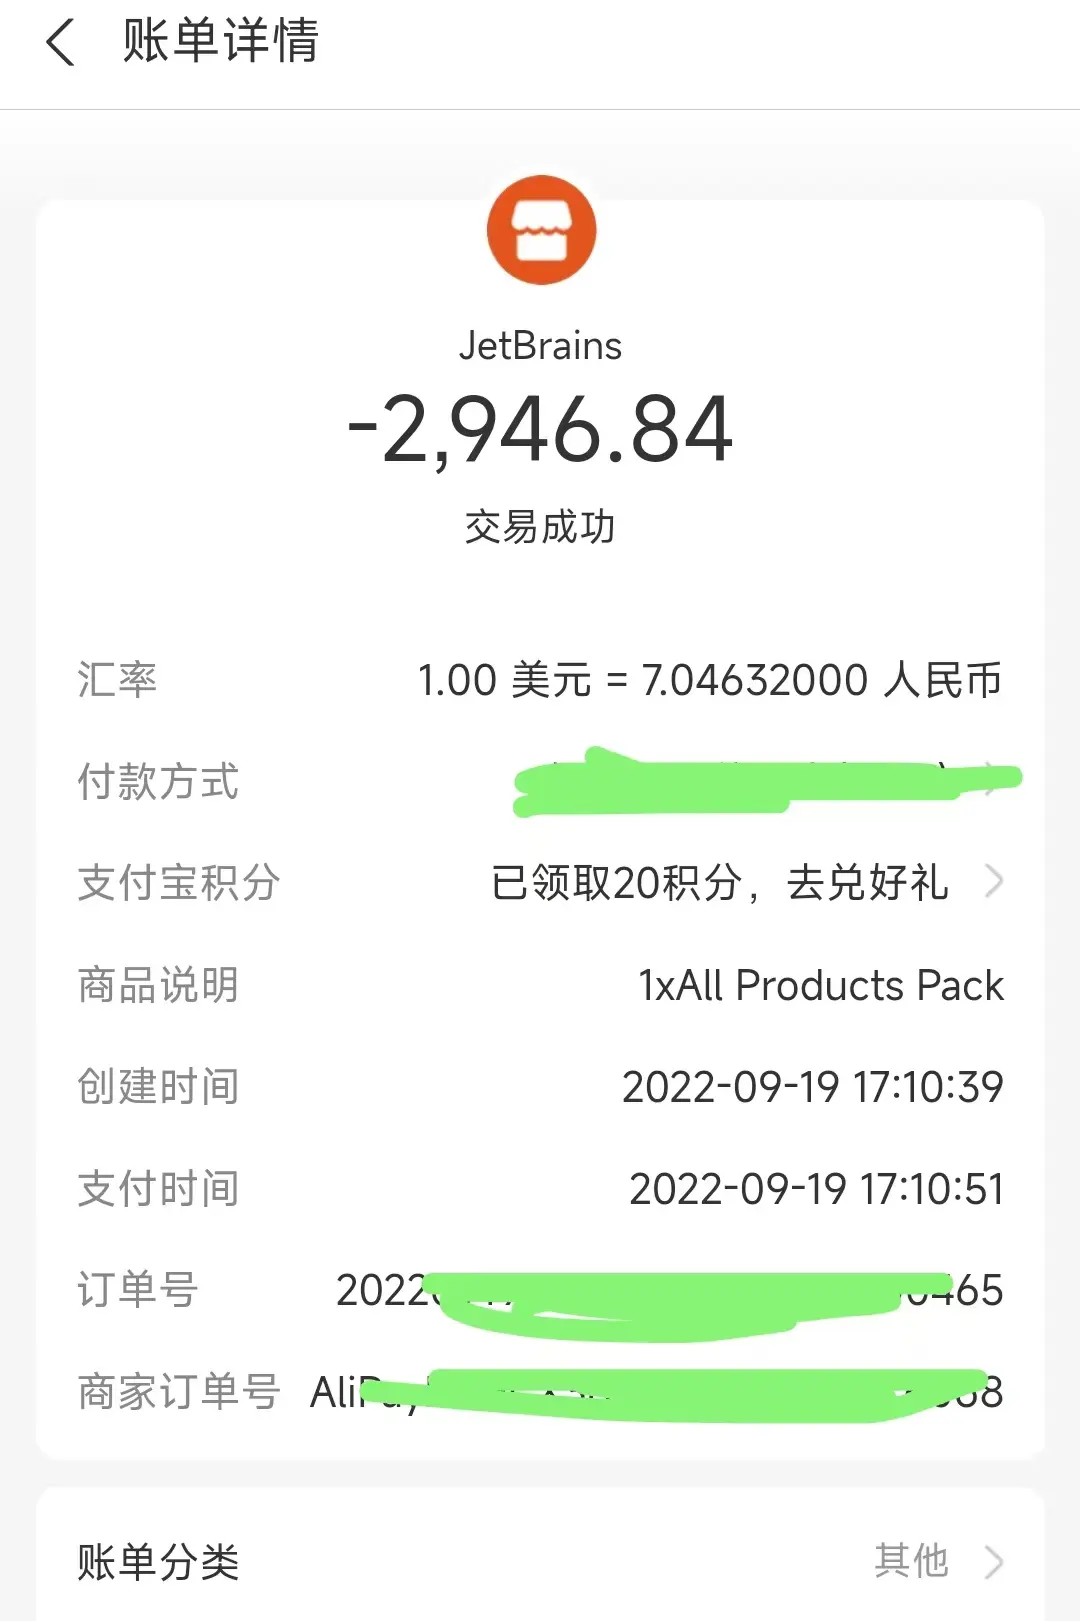 账单详情
JetBrains
-2,946.84
交易成功
汇率 1.00 美元 = 7.04632000 人民币
付款方式
支付宝积分 已领取20积分，去兑好礼
商品说明 1xAll Products Pack
创建时间 2022-09-19 17:10:39
支付时间 2022-09-19 17:10:51
订单号 2022 465
商家订单号 Ali 8
账单分类 其他